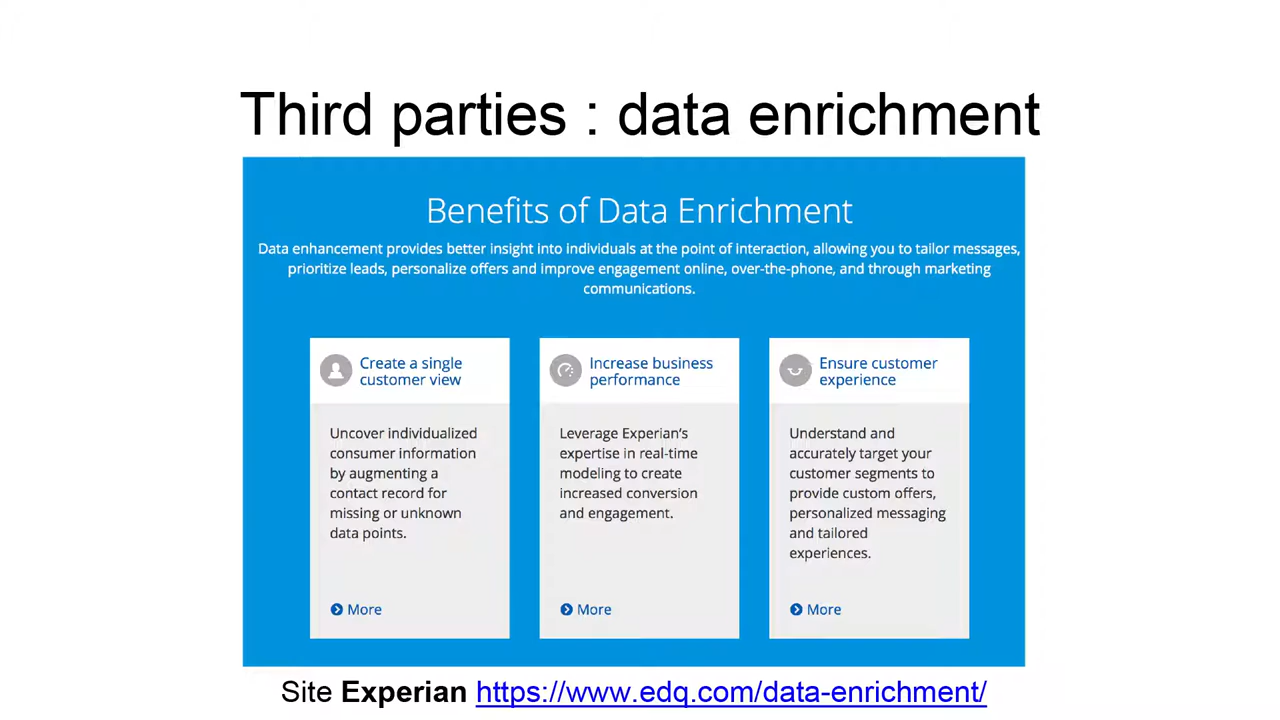 Third parties : data enrichment
Benefits of Data Enrichment
Data enhancement provides better insight into individuals at the point of interaction, allowing you to tailor messages,
prioritize leads, personalize offers and improve engagement online, over-the-phone, and through marketing
communications.
Create a single
customer view
Uncover individualized
consumer information
by augmenting a
contact record for
missing or unknown
data points.
More
Increase business
performance
Leverage Experian's
expertise in real-time
modeling to create
increased conversion
and engagement.
More
Ensure customer
experience
Understand and
accurately target your
customer segments to
provide custom offers,
personalized messaging
and tailored
experiences.
More
Site Experian https://www.edq.com/data-enrichment/